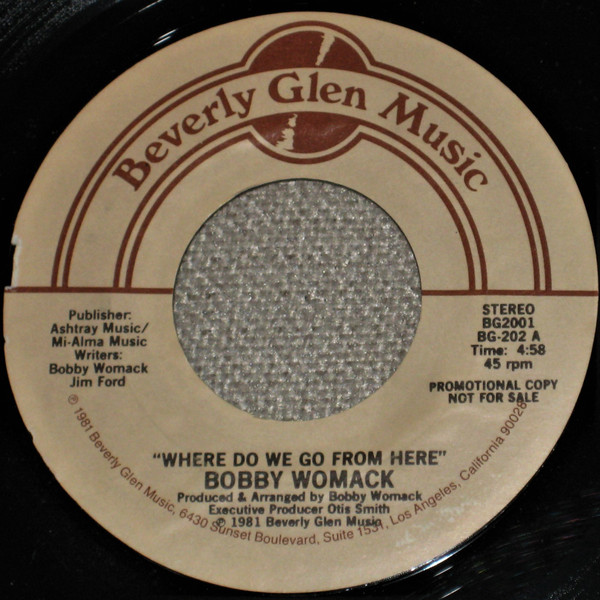 Beverly Glen Music
Publisher:
Ashtray Music/
Mi-Alma Music
Writers:
Bobby Womack
Jim Ford
STEREO
BG2001
BG-202 A
Time: 4:58
45 rpm
PROMOTIONAL COPY
NOT FOR SALE
"WHERE DO WE GO FROM HERE"
BOBBY WOMACK
Produced & Arranged by Bobby Womack
Executive Producer Otis Smith
℗ 1981 Beverly Glen Music
℗ 1981 Beverly Glen Music, 6430 Sunset Boulevard, Suite 1531, Los Angeles, California 90028